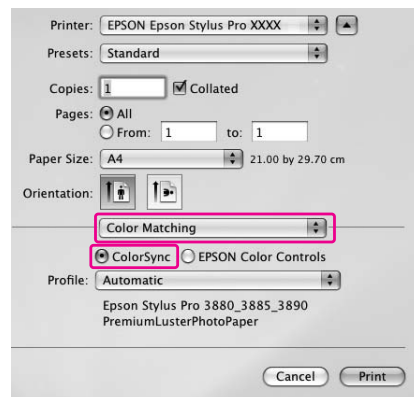 Printer: EPSON Epson Stylus Pro XXXX
Presets: Standard
Copies: 1 Collated
Pages: All
From: 1 to: 1
Paper Size: A4 21.00 by 29.70 cm
Orientation:
Color Matching
ColorSync EPSON Color Controls
Profile: Automatic
Epson Stylus Pro 3880_3885_3890
PremiumLusterPhotoPaper
Cancel Print